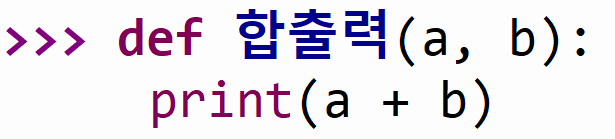 >>> def 합출력(a, b):
    print(a + b)